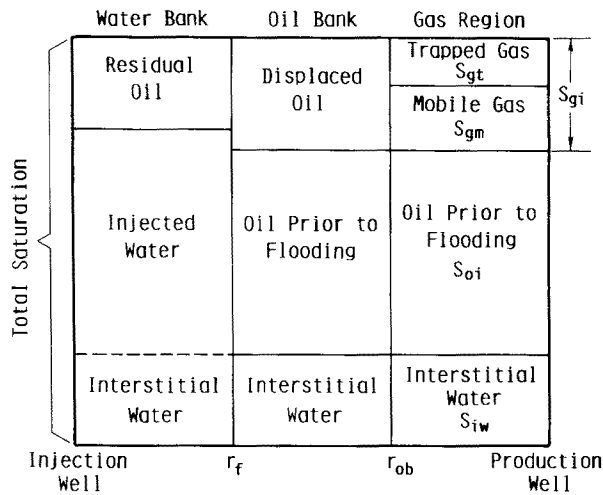 Water Bank
Oil Bank
Gas Region
Residual
Oil
Displaced
Oil
Trapped Gas
Sgt
Mobile Gas
Sgm
Sgi
Total Saturation
Injected
Water
Oil Prior to
Flooding
Oil Prior to
Flooding
Soi
Interstitial
Water
Interstitial
Water
Interstitial
Water
Siw
Injection
Well
rf
rob
Production
Well